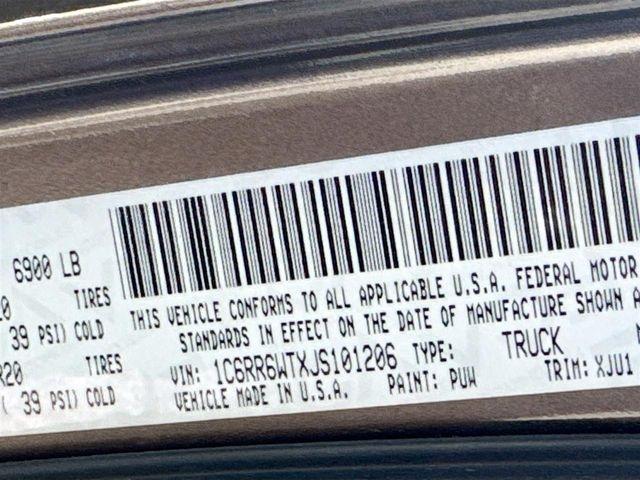 6900 LB
TIRES
39 PSI) COLD
R20 TIRES
( 39 PSI) COLD
THIS VEHICLE CONFORMS TO ALL APPLICABLE U.S.A. FEDERAL MOTOR
STANDARDS IN EFFECT ON THE DATE OF MANUFACTURE SHOWN A
VIN: 1C6RR6WTXJS101206 TYPE: TRUCK
VEHICLE MADE IN U.S.A. PAINT: PUW TRIM: XJU1